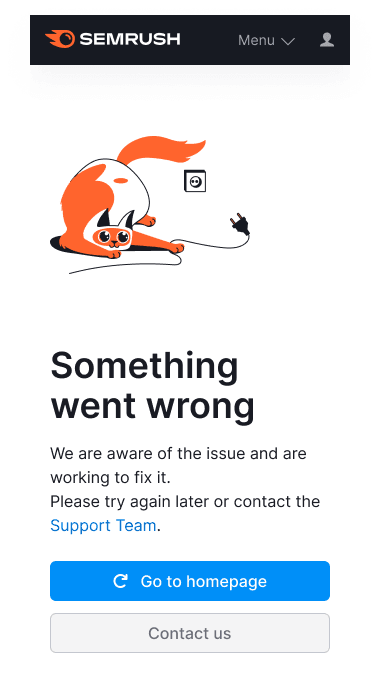 SEMRUSH
Menu
Something
went wrong
We are aware of the issue and are
working to fix it.
Please try again later or contact the
Support Team.
Go to homepage
Contact us